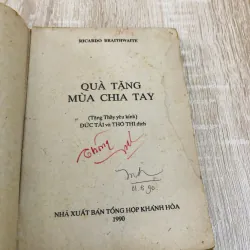 RICARDO BRAITHWAITE
QUÀ TẶNG
MÙA CHIA TAY
(Tặng Thầy yêu kính)
ĐỨC TÀI và THƠ THI dịch
NHÀ XUẤT BẢN TỔNG HỢP KHÁNH HÒA
1990